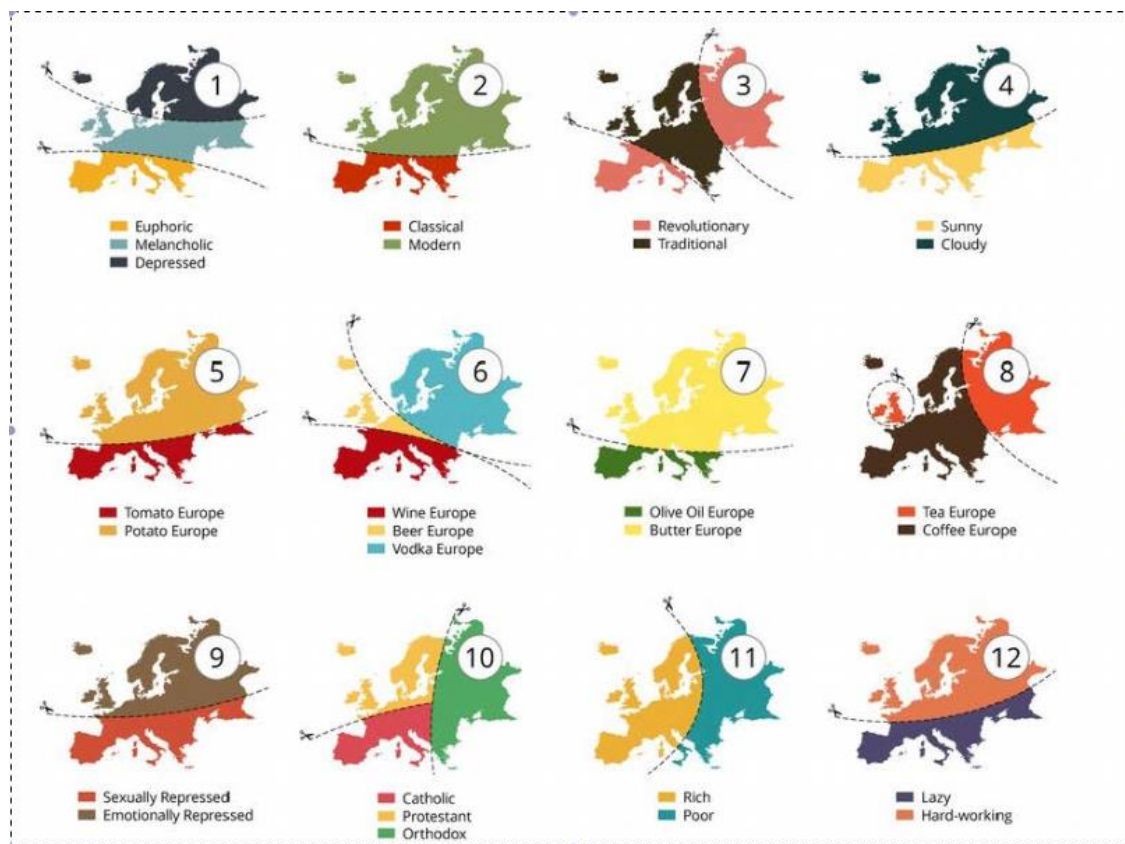 1
2
3
4
Euphoric
Melancholic
Depressed
Classical
Modern
Revolutionary
Traditional
Sunny
Cloudy
5
6
7
8
Tomato Europe
Potato Europe
Wine Europe
Beer Europe
Vodka Europe
Olive Oil Europe
Butter Europe
Tea Europe
Coffee Europe
9
10
11
12
Sexually Repressed
Emotionally Repressed
Catholic
Protestant
Orthodox
Rich
Poor
Lazy
Hard-working